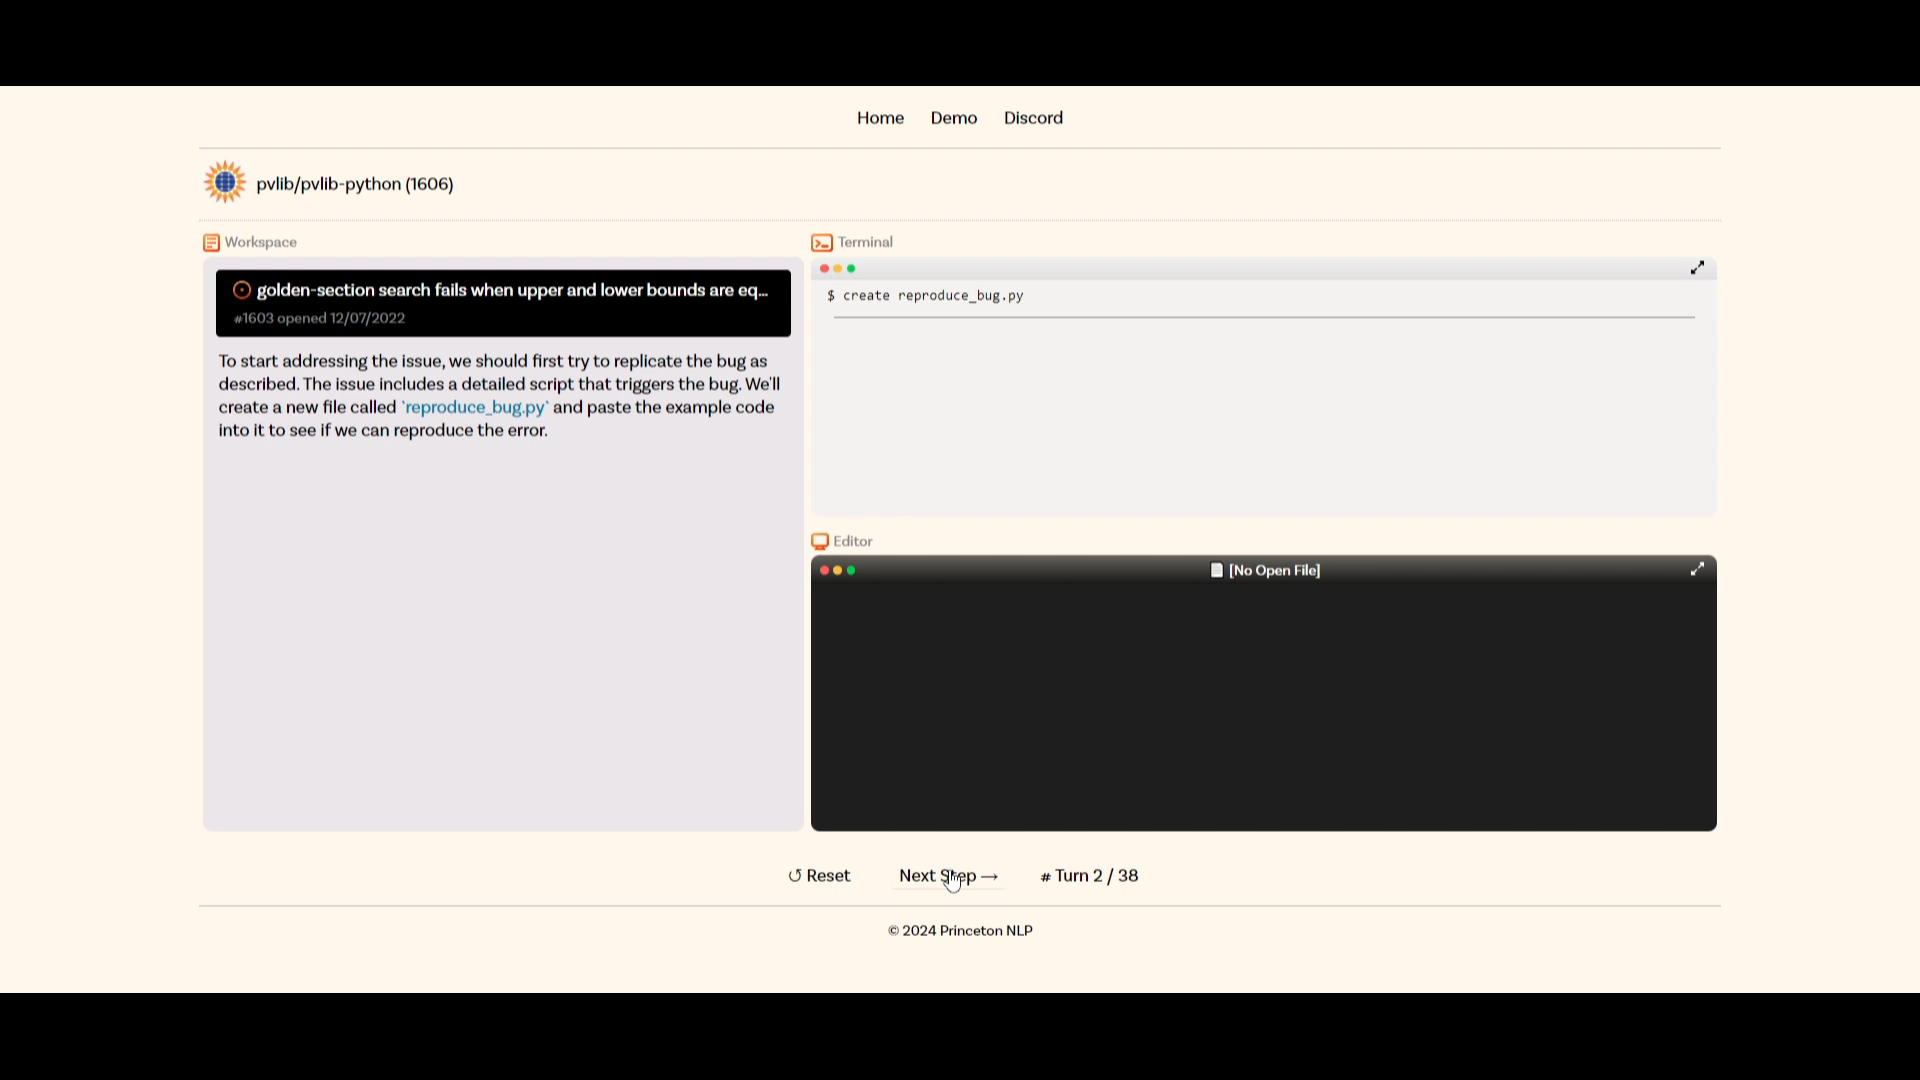 Home Demo Discord
pvlib/pvlib-python (1606)
Workspace
golden-section search fails when upper and lower bounds are eq...
#1603 opened 12/07/2022
To start addressing the issue, we should first try to replicate the bug as
described. The issue includes a detailed script that triggers the bug. We'll
create a new file called `reproduce_bug.py` and paste the example code
into it to see if we can reproduce the error.
Terminal
$ create reproduce_bug.py
Editor
[No Open File]
Reset Next Step → # Turn 2 / 38
© 2024 Princeton NLP